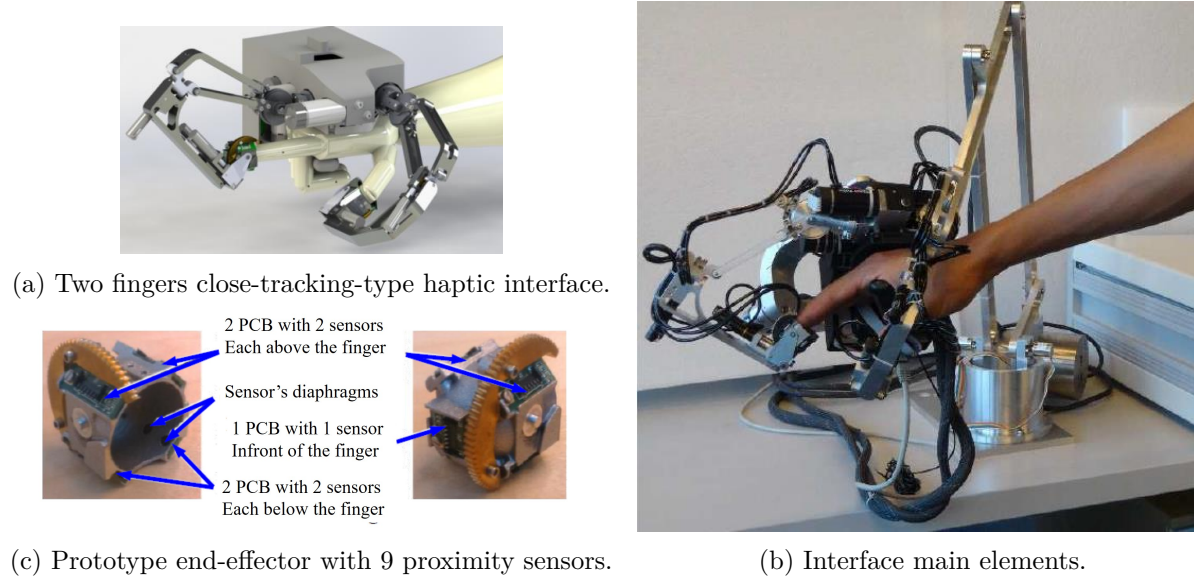 (a) Two fingers close-tracking-type haptic interface.
2 PCB with 2 sensors
Each above the finger
Sensor's diaphragms
1 PCB with 1 sensor
Infront of the finger
2 PCB with 2 sensors
Each below the finger
(c) Prototype end-effector with 9 proximity sensors.
(b) Interface main elements.